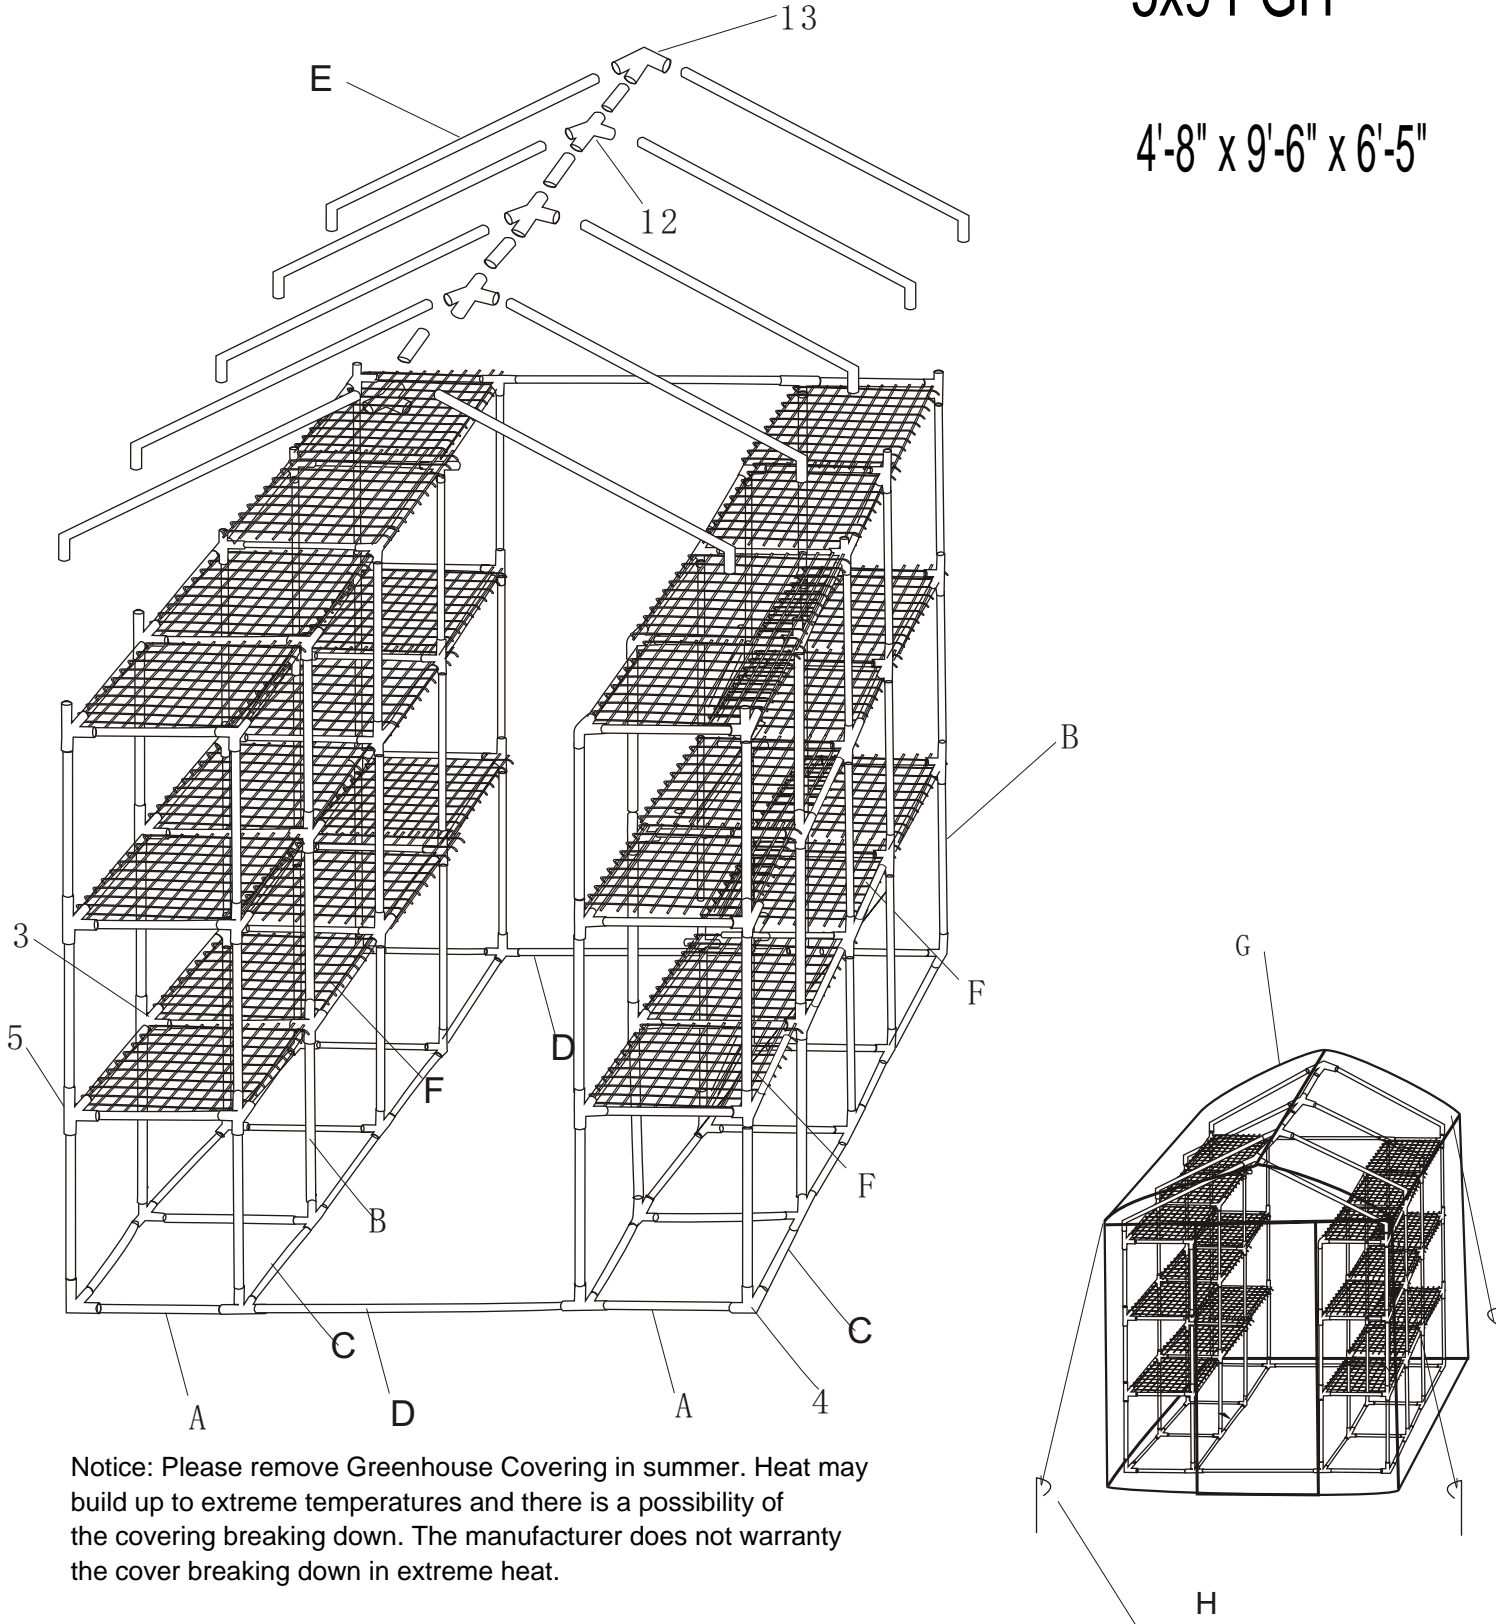 13
E
4'-8" x 9'-6" x 6'-5"
12
B
3
G
F
5
D
F
F
B
C
C
A
D
A
4
Notice: Please remove Greenhouse Covering in summer. Heat may
build up to extreme temperatures and there is a possibility of
the covering breaking down. The manufacturer does not warranty
the cover breaking down in extreme heat.
H